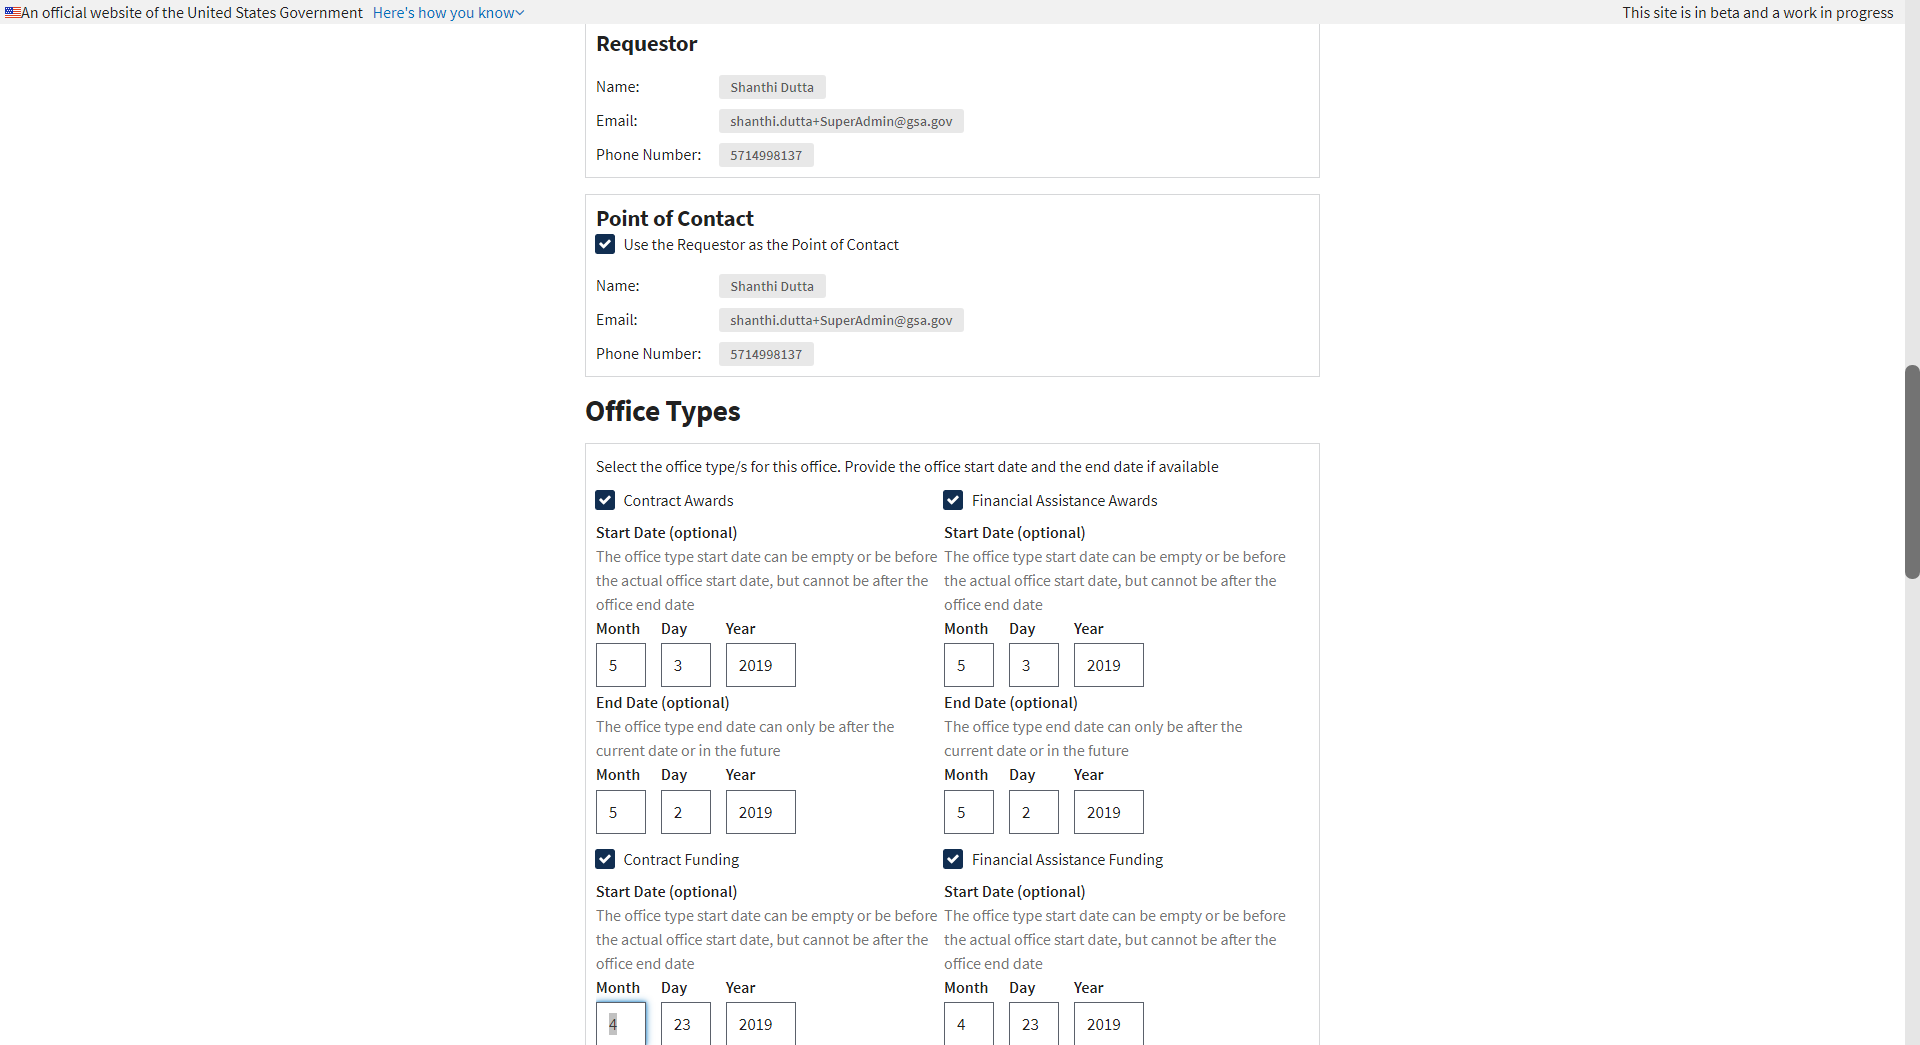 An official website of the United States Government Here's how you know
This site is in beta and a work in progress
Requestor
Name: Shanthi Dutta
Email: shanthi.dutta+SuperAdmin@gsa.gov
Phone Number: 5714998137
Point of Contact
Use the Requestor as the Point of Contact
Name: Shanthi Dutta
Email: shanthi.dutta+SuperAdmin@gsa.gov
Phone Number: 5714998137
Office Types
Select the office type/s for this office. Provide the office start date and the end date if available
Contract Awards
Start Date (optional)
The office type start date can be empty or be before
the actual office start date, but cannot be after the
office end date
Month Day Year
5 3 2019
End Date (optional)
The office type end date can only be after the
current date or in the future
Month Day Year
5 2 2019
Financial Assistance Awards
Start Date (optional)
The office type start date can be empty or be before
the actual office start date, but cannot be after the
office end date
Month Day Year
5 3 2019
End Date (optional)
The office type end date can only be after the
current date or in the future
Month Day Year
5 2 2019
Contract Funding
Start Date (optional)
The office type start date can be empty or be before
the actual office start date, but cannot be after the
office end date
Month Day Year
4 23 2019
Financial Assistance Funding
Start Date (optional)
The office type start date can be empty or be before
the actual office start date, but cannot be after the
office end date
Month Day Year
4 23 2019